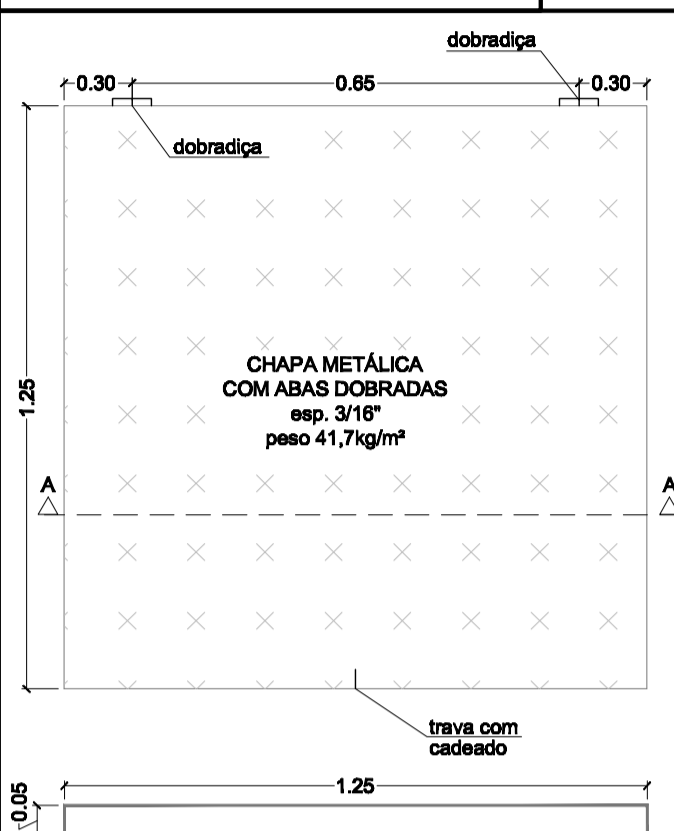 dobradiça
0.30 0.65 0.30
dobradiça
1.25
CHAPA METÁLICA
COM ABAS DOBRADAS
esp. 3/16"
peso 41,7kg/m²
A A
trava com
cadeado
1.25
0.05